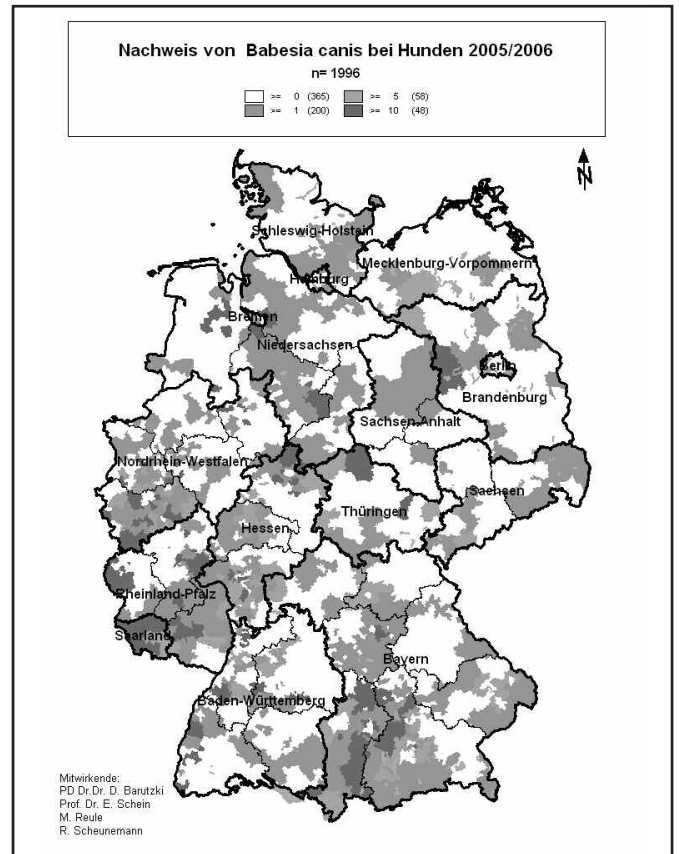 Nachweis von Babesia canis bei Hunden 2005/2006
n= 1996
>= 0 (365) >= 5 (58)
>= 1 (200) >= 10 (48)
N
Schleswig-Holstein
Mecklenburg-Vorpommern
Hamburg
Bremen
Niedersachsen
Berlin
Brandenburg
Sachsen-Anhalt
Nordrhein-Westfalen
Sachsen
Thüringen
Hessen
Rheinland-Pfalz
Saarland
Bayern
Baden-Württemberg
Mitwirkende:
PD Dr.Dr. D. Barutzki
Prof. Dr. E. Schein
M. Reule
R. Scheunemann